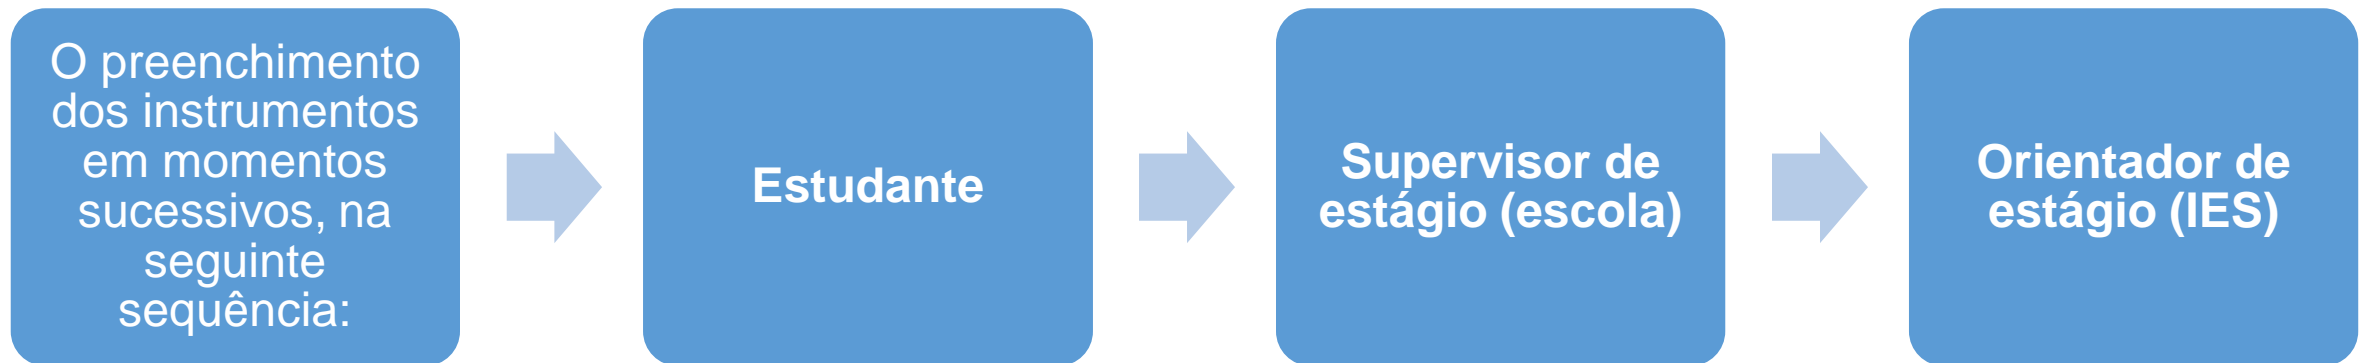 O preenchimento
dos instrumentos
em momentos
sucessivos, na
seguinte
sequência:
Estudante
Supervisor de
estágio (escola)
Orientador de
estágio (IES)